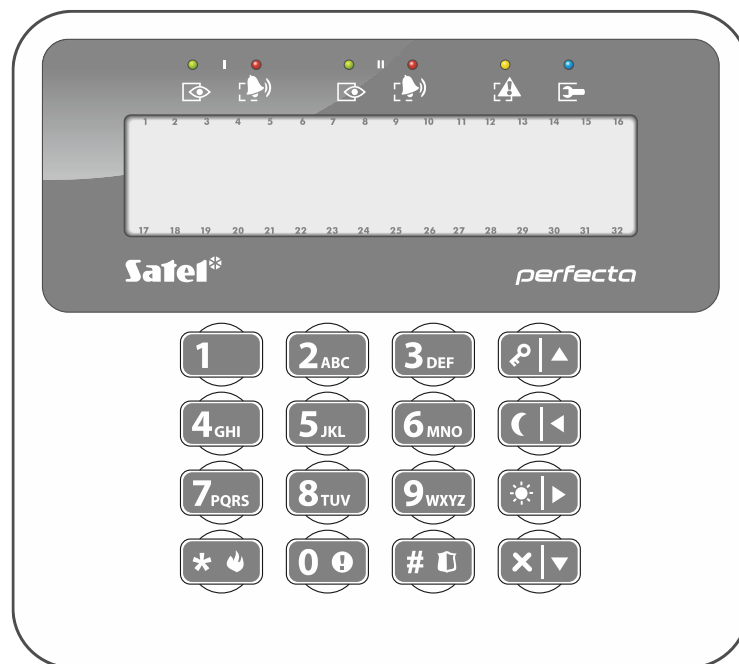 I II
1 2 3 4 5 6 7 8 9 10 11 12 13 14 15 16
17 18 19 20 21 22 23 24 25 26 27 28 29 30 31 32
Satel perfecta
1 2 ABC 3 DEF
4 GHI 5 JKL 6 MNO
7 PQRS 8 TUV 9 WXYZ
* 0 #